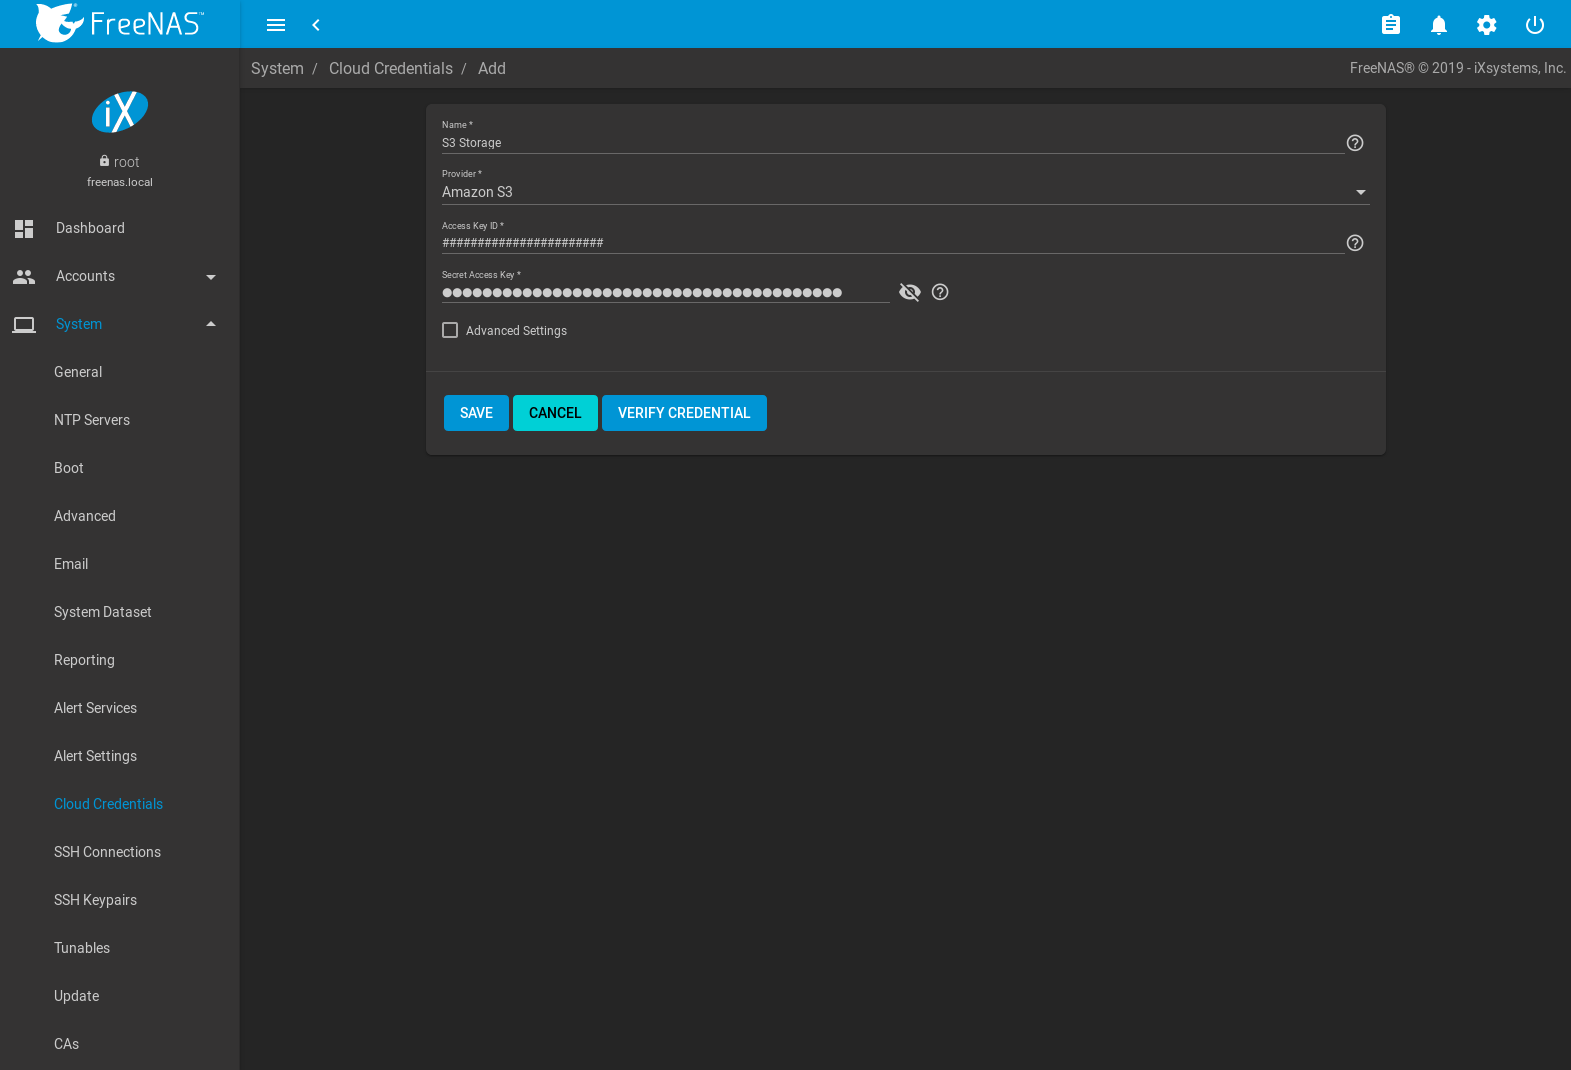 FreeNAS™
System / Cloud Credentials / Add
FreeNAS® © 2019 - iXsystems, Inc.
iX
root
freenas.local
Dashboard
Accounts
System
General
NTP Servers
Boot
Advanced
Email
System Dataset
Reporting
Alert Services
Alert Settings
Cloud Credentials
SSH Connections
SSH Keypairs
Tunables
Update
CAs
Name *
S3 Storage
Provider *
Amazon S3
Access Key ID *
#######################
Secret Access Key *
●●●●●●●●●●●●●●●●●●●●●●●●●●●●●●●●●●●●●●●●
Advanced Settings
SAVE CANCEL VERIFY CREDENTIAL